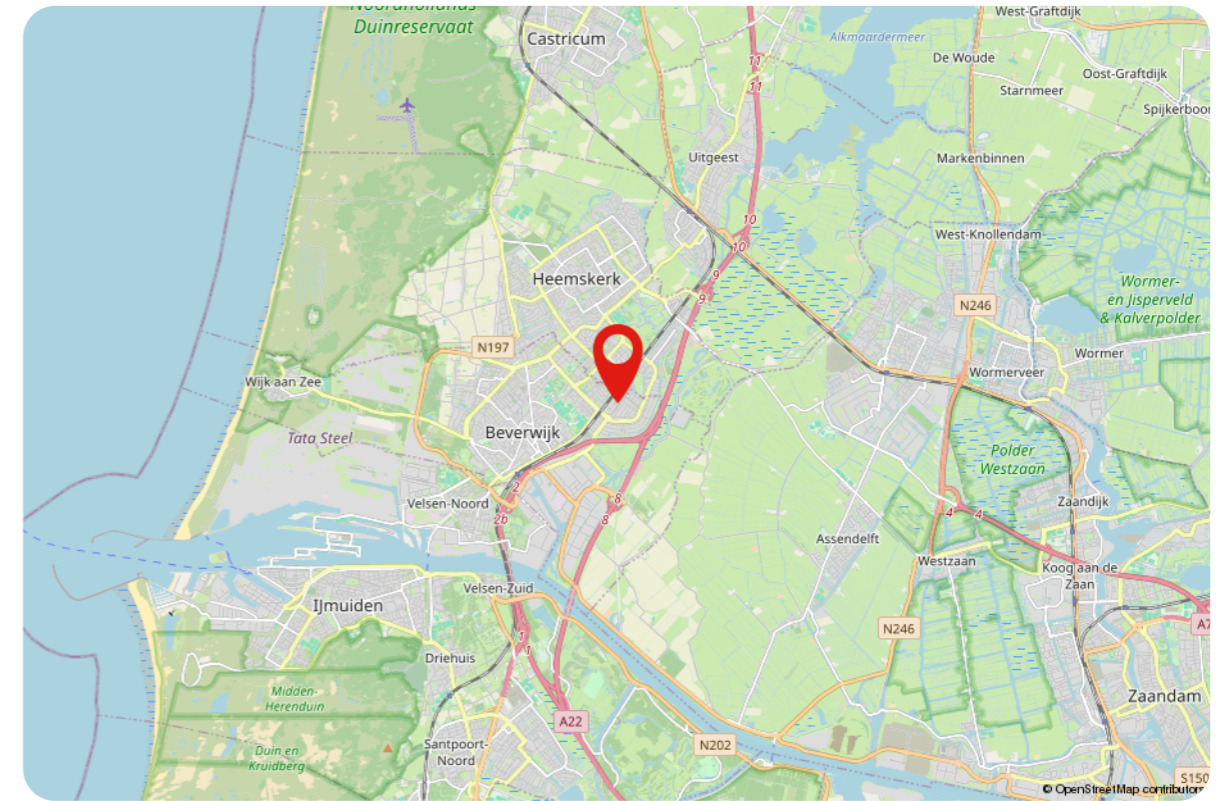 Noordhollands
Duinreservaat
Castricum
West-Graftdijk
Alkmaardermeer
De Woude
Oost-Graftdijk
Starnmeer
11
11
Uitgeest
Markenbinnen
10
10
West-Knollendam
Heemskerk
9
9
Wormer-
en Jisperveld
& Kalverpolder
N246
N197
Wormer
Wijk aan Zee
Wormerveer
Tata Steel
Beverwijk
Polder
Westzaan
2
Velsen-Noord
8
8
2b
Zaandijk
4
4
Assendelft
Westzaan
Koog aan de
Zaan
Velsen-Zuid
IJmuiden
N246
A7
1
1
Driehuis
Midden-
Herenduin
Zaandam
A22
N202
Santpoort-
Noord
Duin en
Kruidberg
S150
© OpenStreetMap contributors